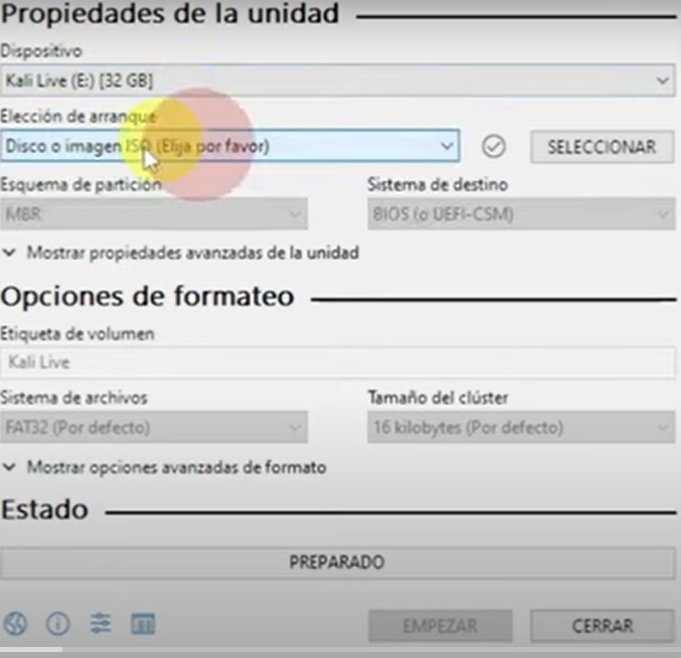 Propiedades de la unidad
Dispositivo
Kali Live (E:) [32 GB]
Elección de arranque
Disco o imagen ISO (Elija por favor)
SELECCIONAR
Esquema de partición
Sistema de destino
MBR
BIOS (o UEFI-CSM)
Mostrar propiedades avanzadas de la unidad
Opciones de formateo
Etiqueta de volumen
Kali Live
Sistema de archivos
Tamaño del clúster
FAT32 (Por defecto)
16 kilobytes (Por defecto)
Mostrar opciones avanzadas de formato
Estado
PREPARADO
EMPEZAR
CERRAR